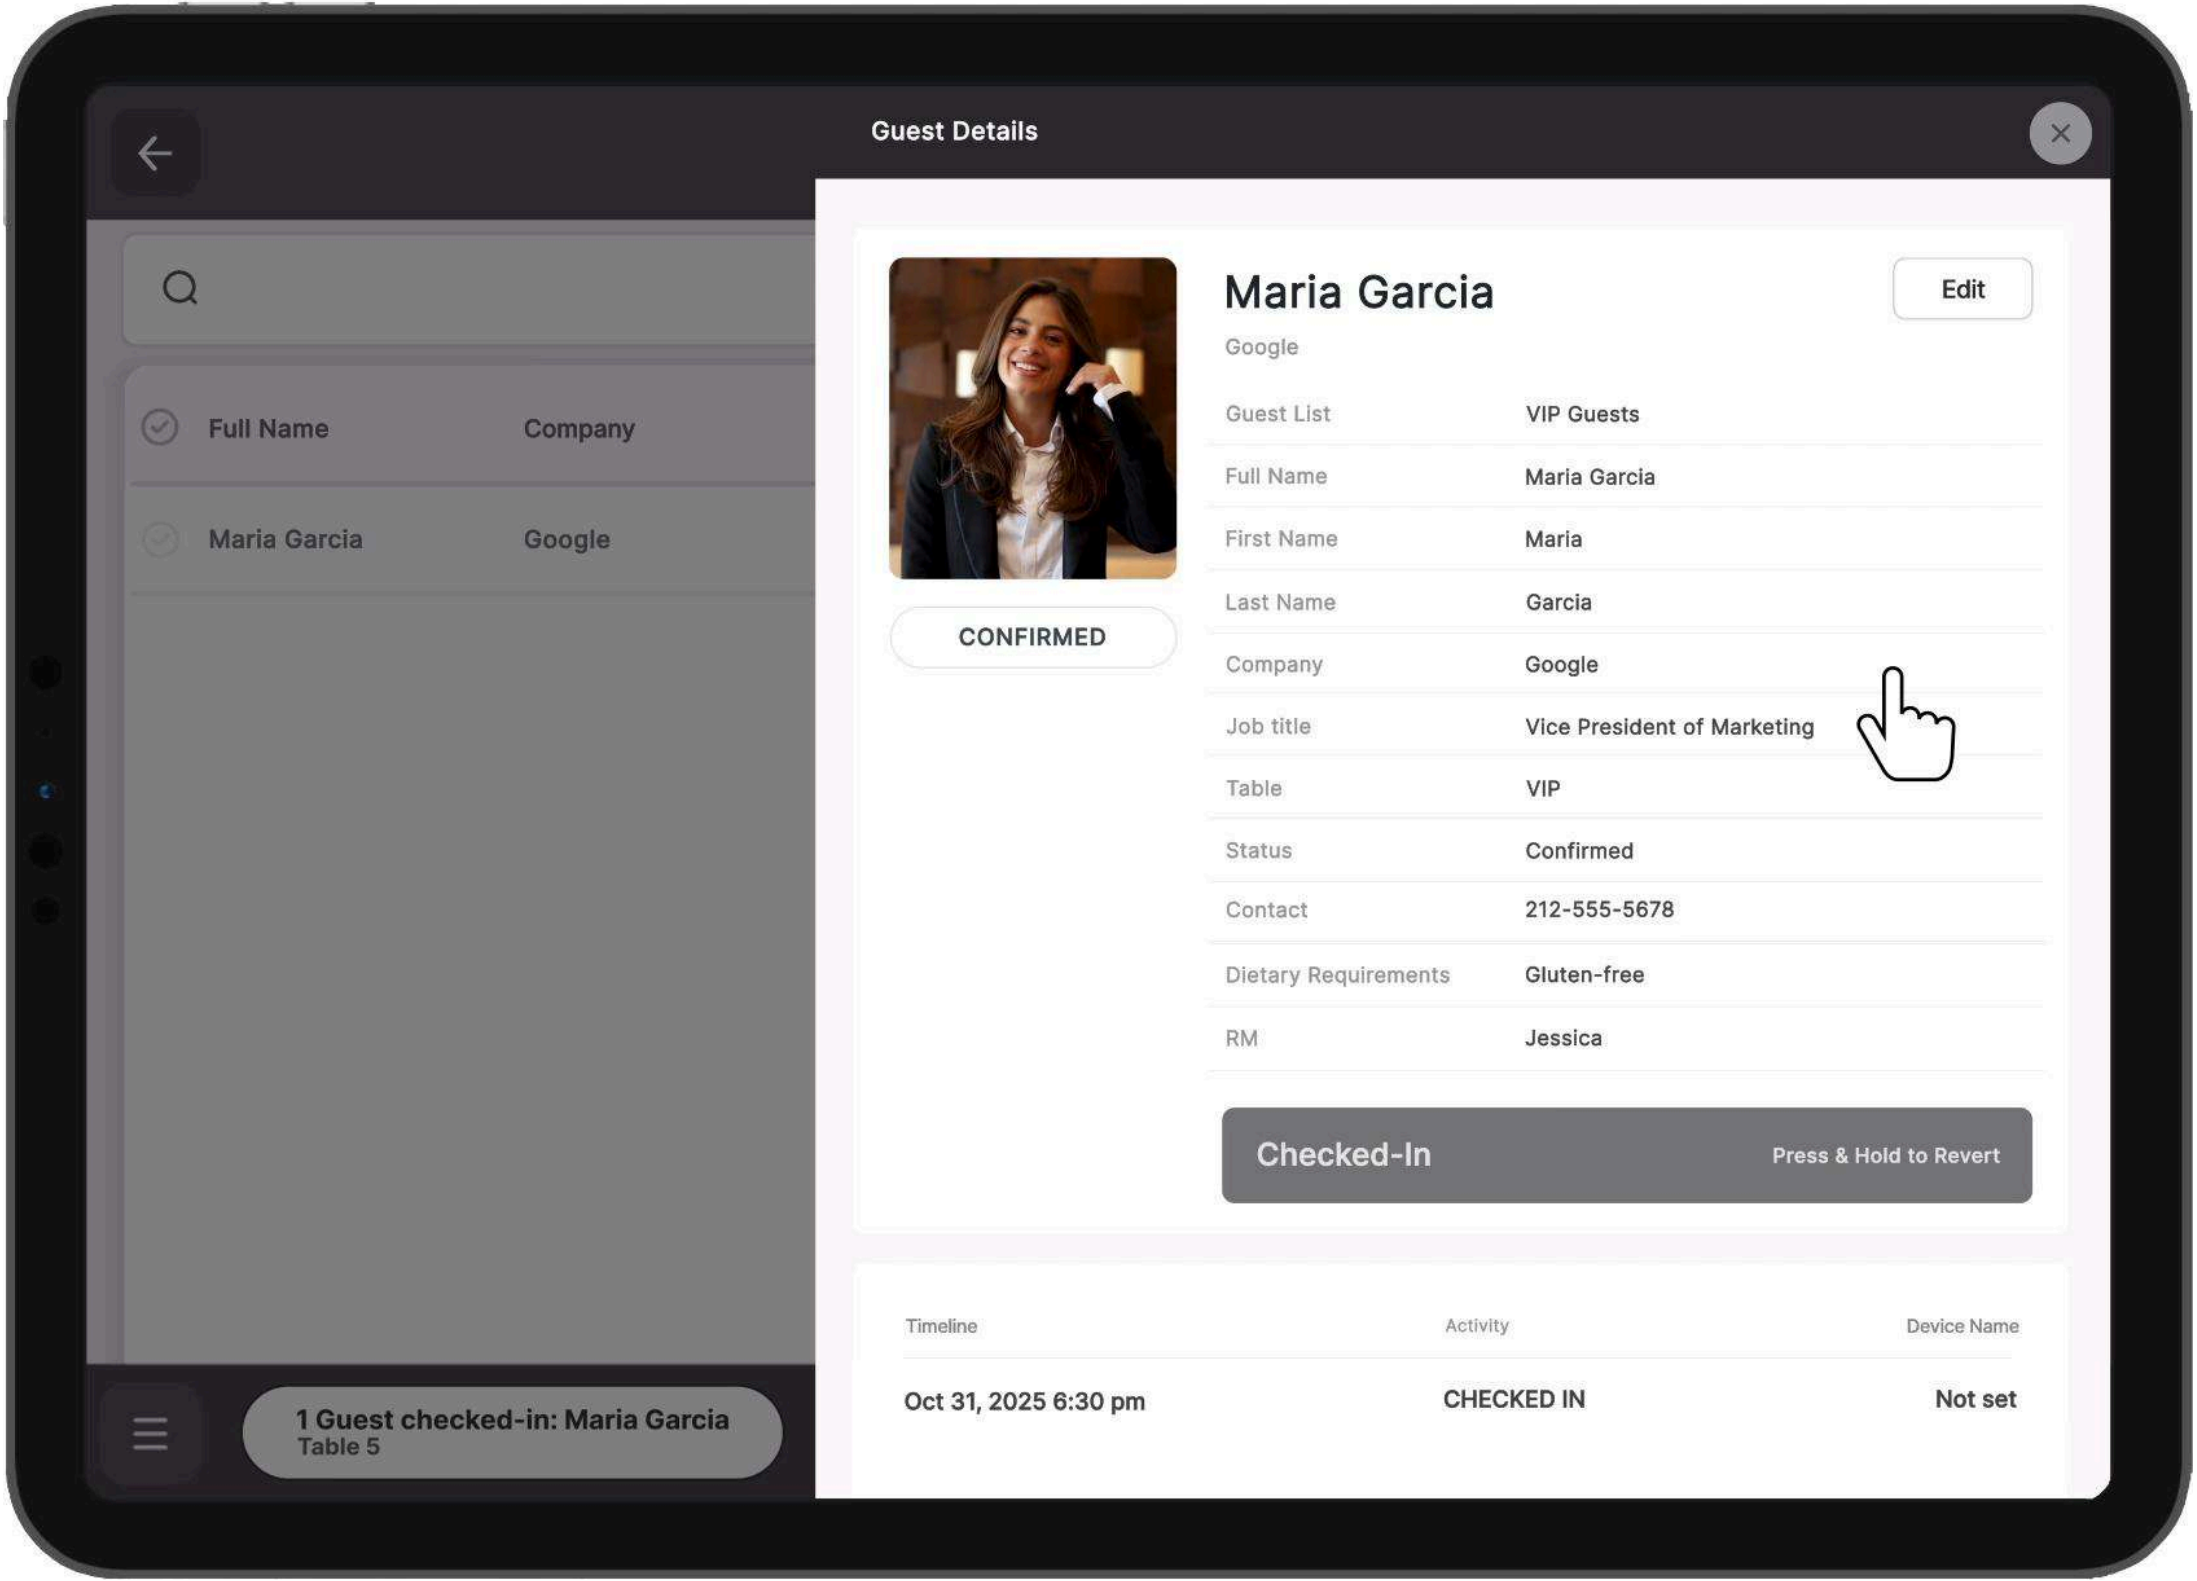 Guest Details
Full Name Company
Maria Garcia Google
1 Guest checked-in: Maria Garcia
Table 5
Maria Garcia
Edit
Google
CONFIRMED
Guest List VIP Guests
Full Name Maria Garcia
First Name Maria
Last Name Garcia
Company Google
Job title Vice President of Marketing
Table VIP
Status Confirmed
Contact 212-555-5678
Dietary Requirements Gluten-free
RM Jessica
Checked-In Press & Hold to Revert
Timeline Activity Device Name
Oct 31, 2025 6:30 pm CHECKED IN Not set